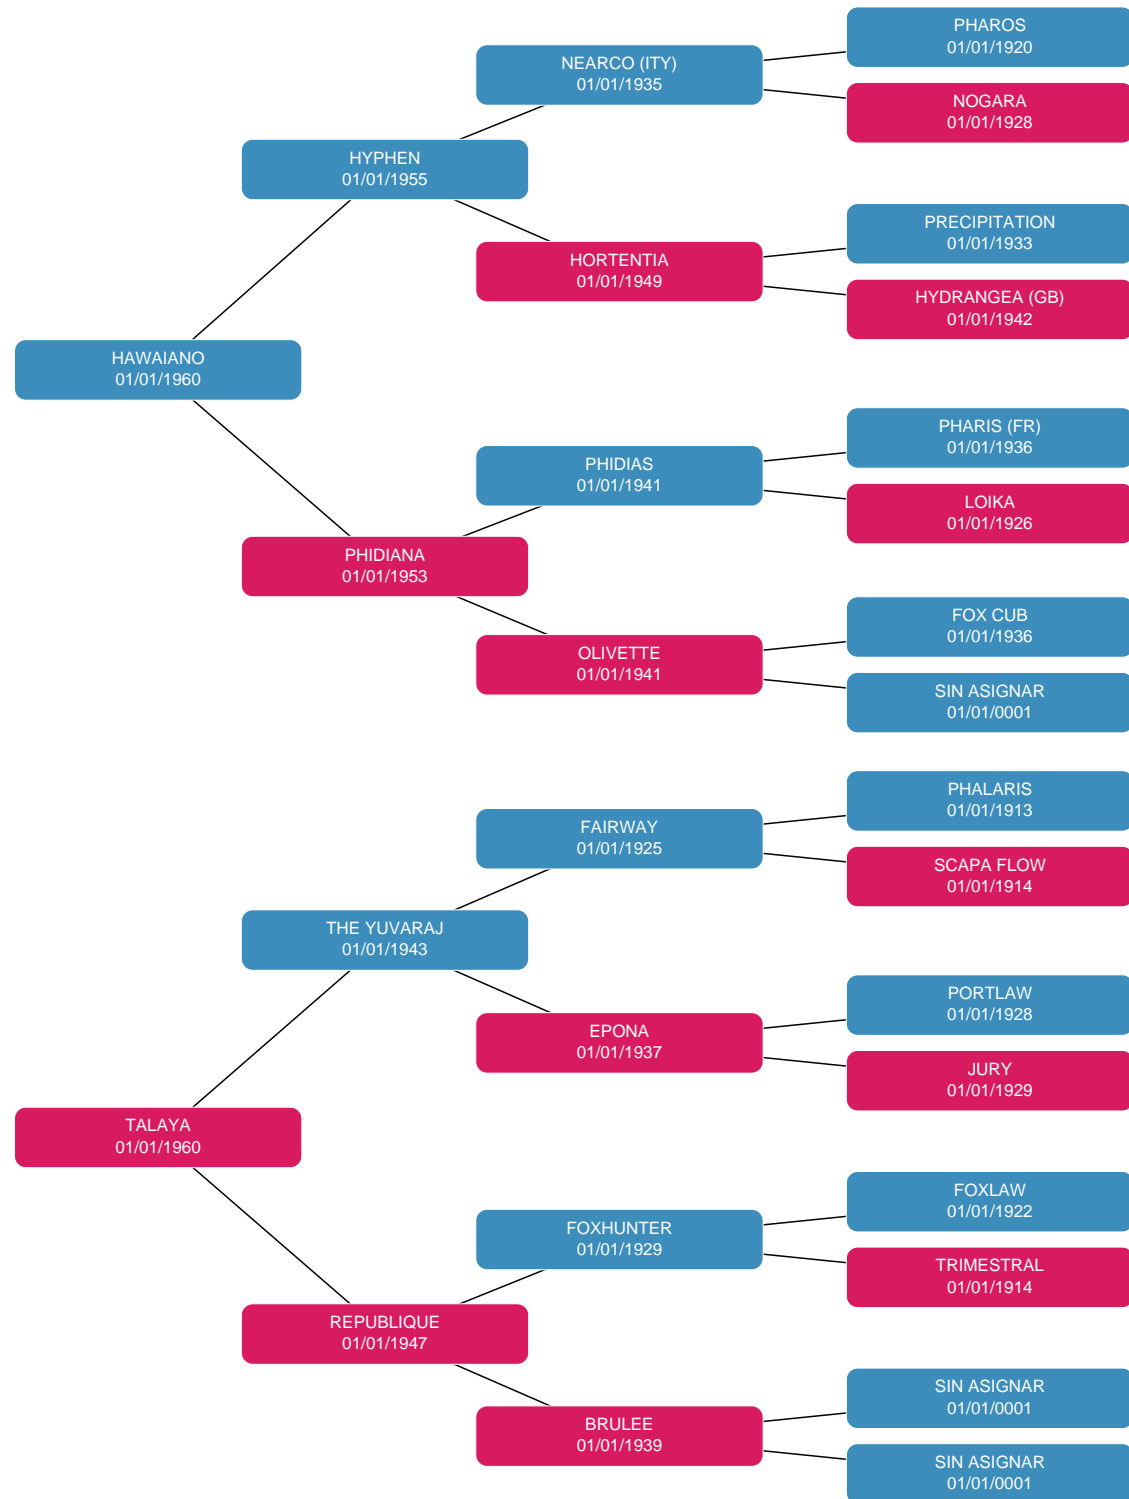 PHAROS
01/01/1920
NEARCO (ITY)
01/01/1935
NOGARA
01/01/1928
HYPHEN
01/01/1955
PRECIPITATION
01/01/1933
HORTENTIA
01/01/1949
HYDRANGEA (GB)
01/01/1942
HAWAIANO
01/01/1960
PHARIS (FR)
01/01/1936
PHIDIAS
01/01/1941
LOIKA
01/01/1926
PHIDIANA
01/01/1953
FOX CUB
01/01/1936
OLIVETTE
01/01/1941
SIN ASIGNAR
01/01/0001
PHALARIS
01/01/1913
FAIRWAY
01/01/1925
SCAPA FLOW
01/01/1914
THE YUVARAJ
01/01/1943
PORTLAW
01/01/1928
EPONA
01/01/1937
JURY
01/01/1929
TALAYA
01/01/1960
FOXLAW
01/01/1922
FOXHUNTER
01/01/1929
TRIMESTRAL
01/01/1914
REPUBLIQUE
01/01/1947
SIN ASIGNAR
01/01/0001
BRULEE
01/01/1939
SIN ASIGNAR
01/01/0001